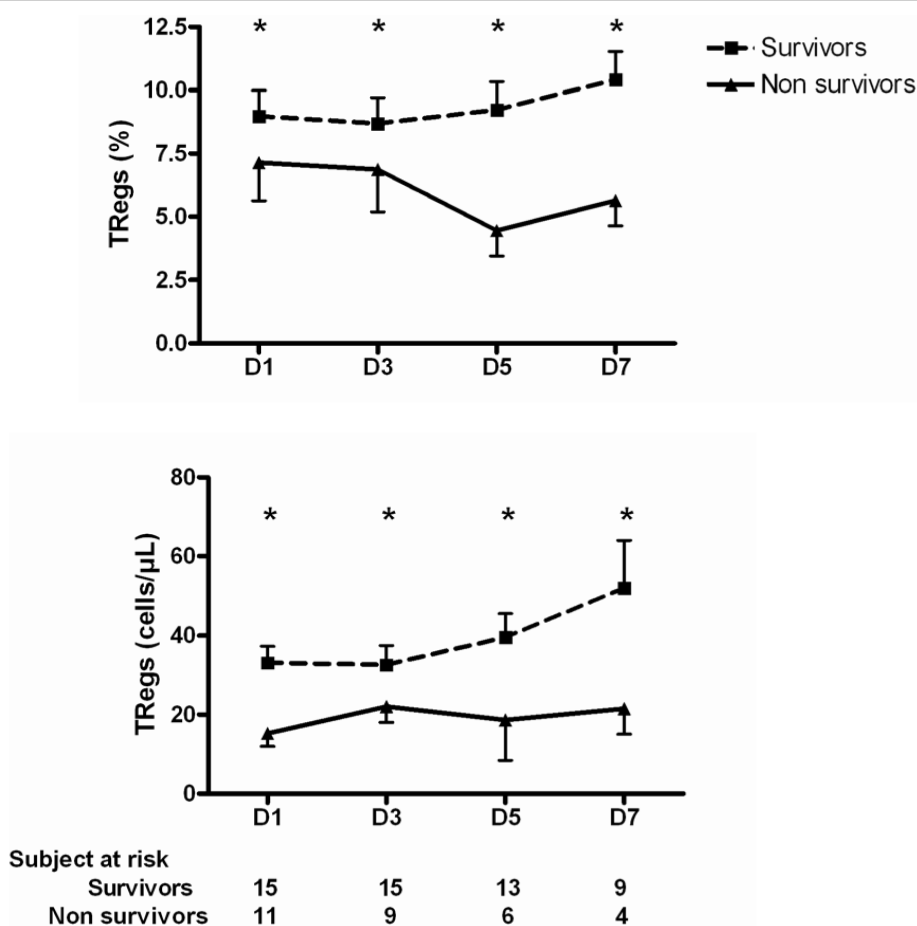 12.5
* * * *
Survivors
Non survivors
10.0
7.5
5.0
2.5
0.0
TRegs (%)
D1 D3 D5 D7
80
* * * *
60
40
20
0
TRegs (cells/µL)
D1 D3 D5 D7
Subject at risk
Survivors 15 15 13 9
Non survivors 11 9 6 4